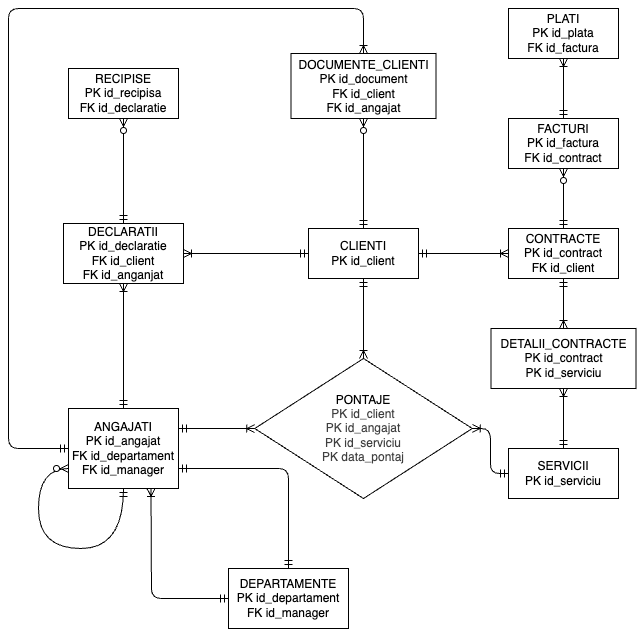 PLATI
PK id_plata
FK id_factura
DOCUMENTE_CLIENTI
PK id_document
FK id_client
FK id_angajat
RECIPISE
PK id_recipisa
FK id_declaratie
FACTURI
PK id_factura
FK id_contract
DECLARATII
PK id_declaratie
FK id_client
FK id_anganjat
CLIENTI
PK id_client
CONTRACTE
PK id_contract
FK id_client
DETALII_CONTRACTE
PK id_contract
PK id_serviciu
PONTAJE
PK id_client
PK id_angajat
PK id_serviciu
PK data_pontaj
ANGAJATI
PK id_angajat
FK id_departament
FK id_manager
SERVICII
PK id_serviciu
DEPARTAMENTE
PK id_departament
FK id_manager